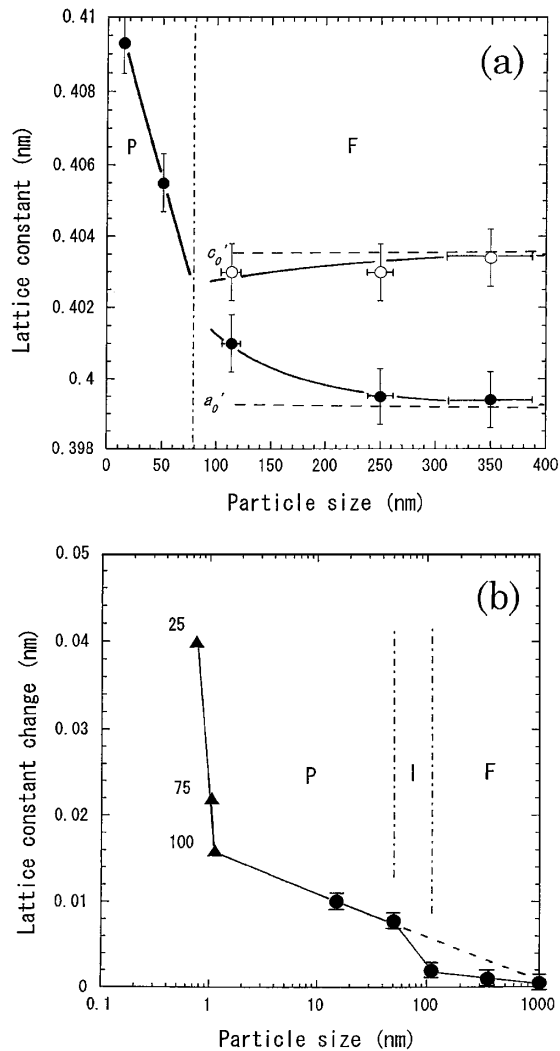 0.41
(a)
0.408
0.406
P
F
0.404
c₀'
0.402
0.4
a₀'
0.398
0 50 100 150 200 250 300 350 400
Lattice constant (nm)
Particle size (nm)
0.05
(b)
0.04
25
0.03
P I F
0.02
75
100
0.01
0
0.1 1 10 100 1000
Lattice constant change (nm)
Particle size (nm)